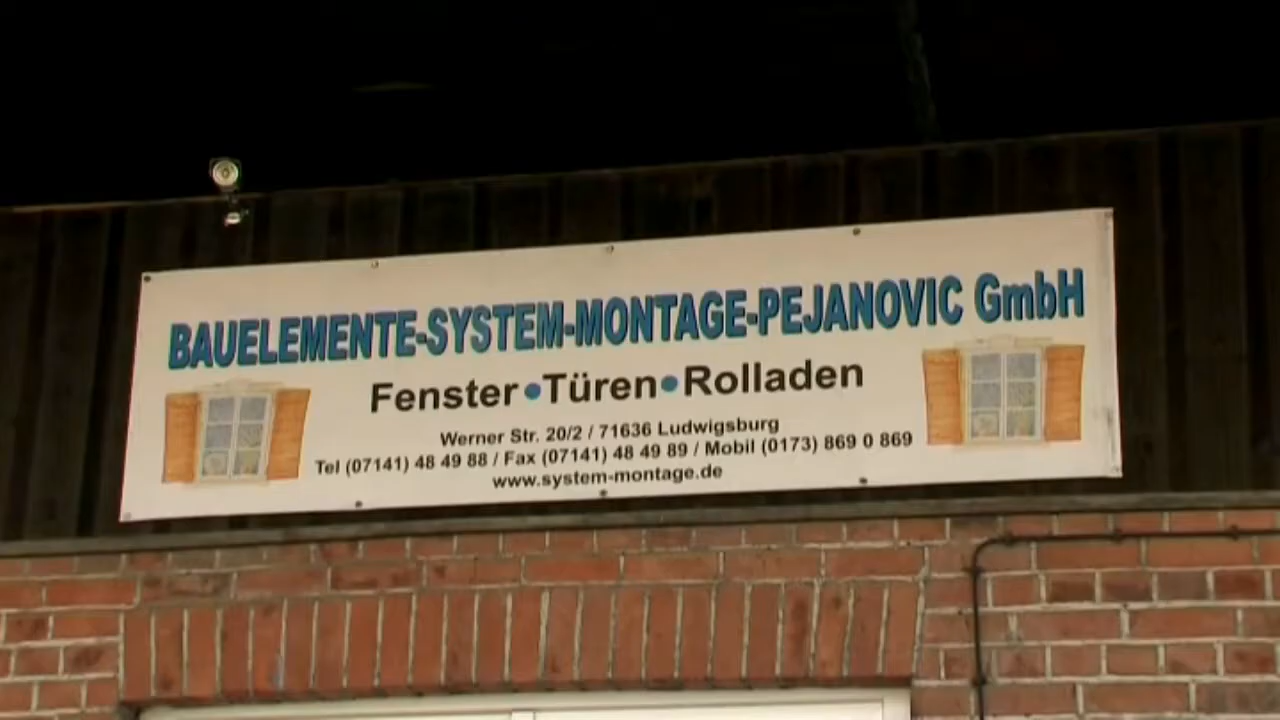 BAUELEMENTE-SYSTEM-MONTAGE-PEJANOVIC GmbH
Fenster•Türen•Rolladen
Werner Str. 20/2 / 71636 Ludwigsburg
Tel (07141) 48 49 88 / Fax (07141) 48 49 89 / Mobil (0173) 869 0 869
www.system-montage.de